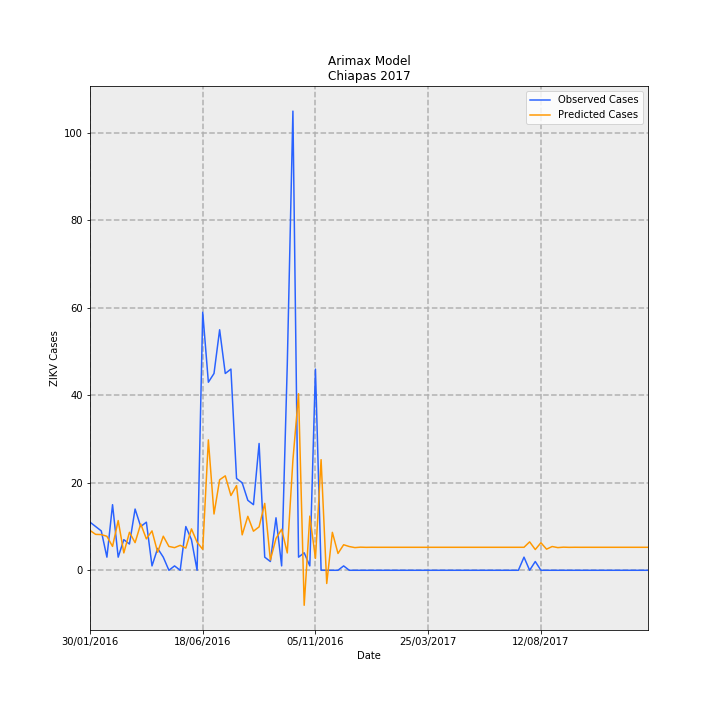 Arimax Model
Chiapas 2017
Observed Cases
Predicted Cases
ZIKV Cases
100
80
60
40
20
0
30/01/2016
18/06/2016
05/11/2016
25/03/2017
12/08/2017
Date